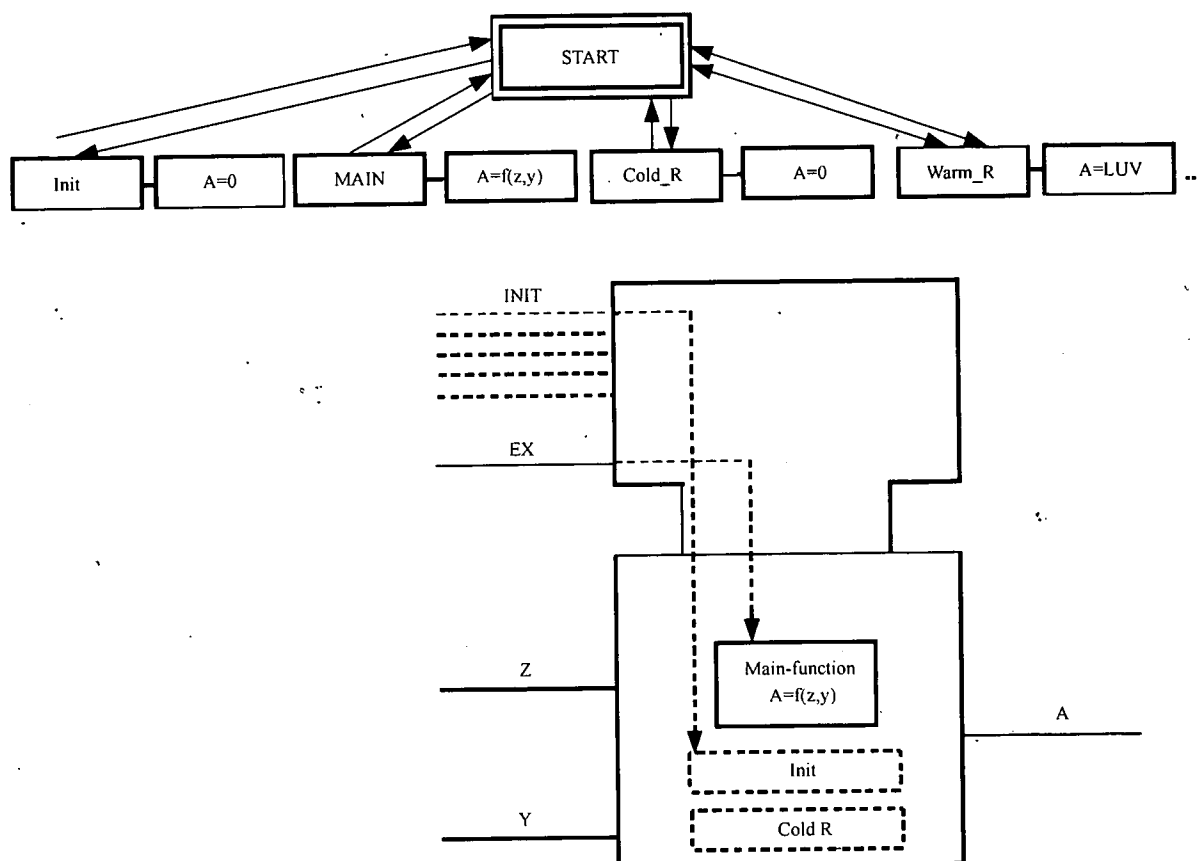 START
Init
A=0
MAIN
A=f(z,y)
Cold_R
A=0
Warm_R
A=LUV
..
INIT
EX
Main-function
A=f(z,y)
Z
A
Init
Y
Cold R